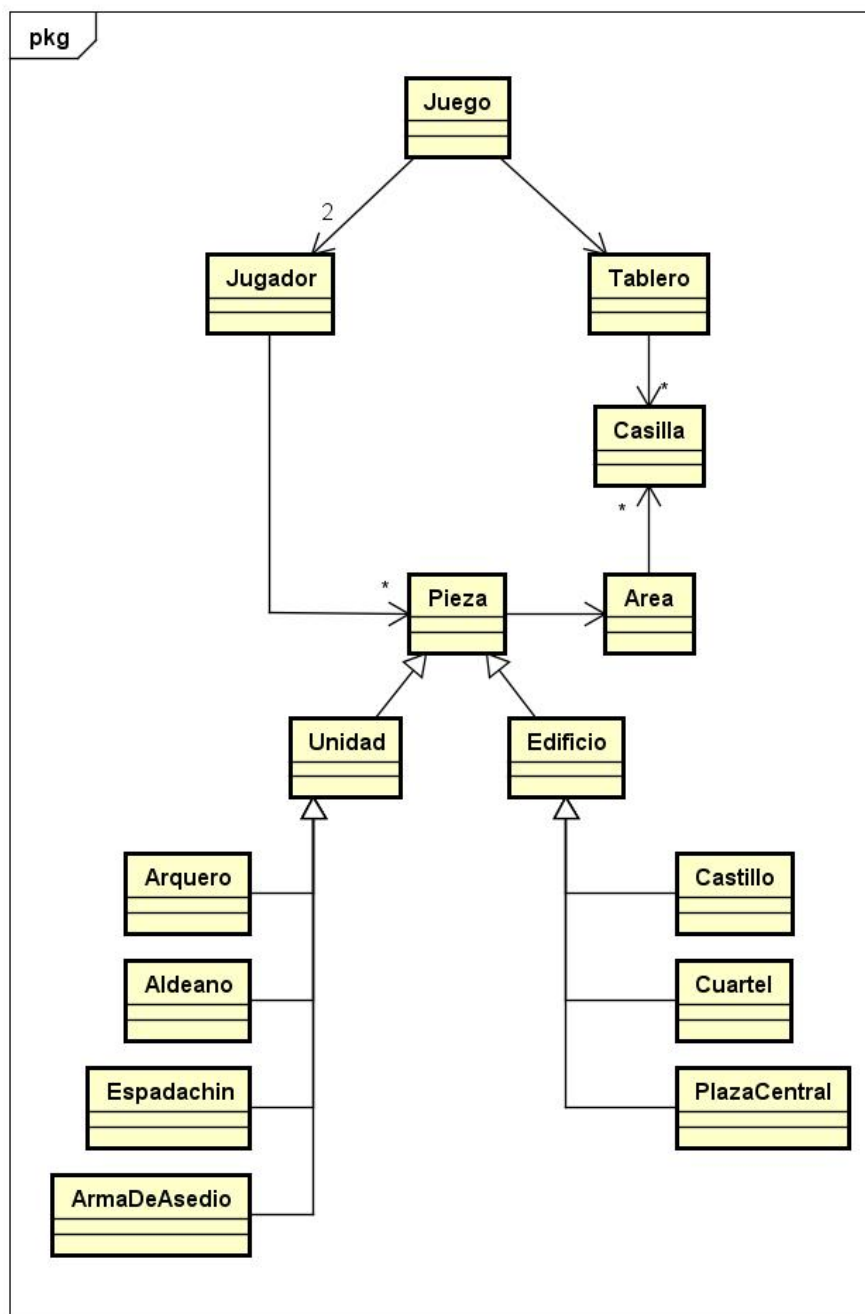 pkg
Juego
2
Jugador
Tablero
*
Casilla
*
*
Pieza
Area
Unidad
Edificio
Arquero
Castillo
Aldeano
Cuartel
Espadachin
PlazaCentral
ArmaDeAsedio